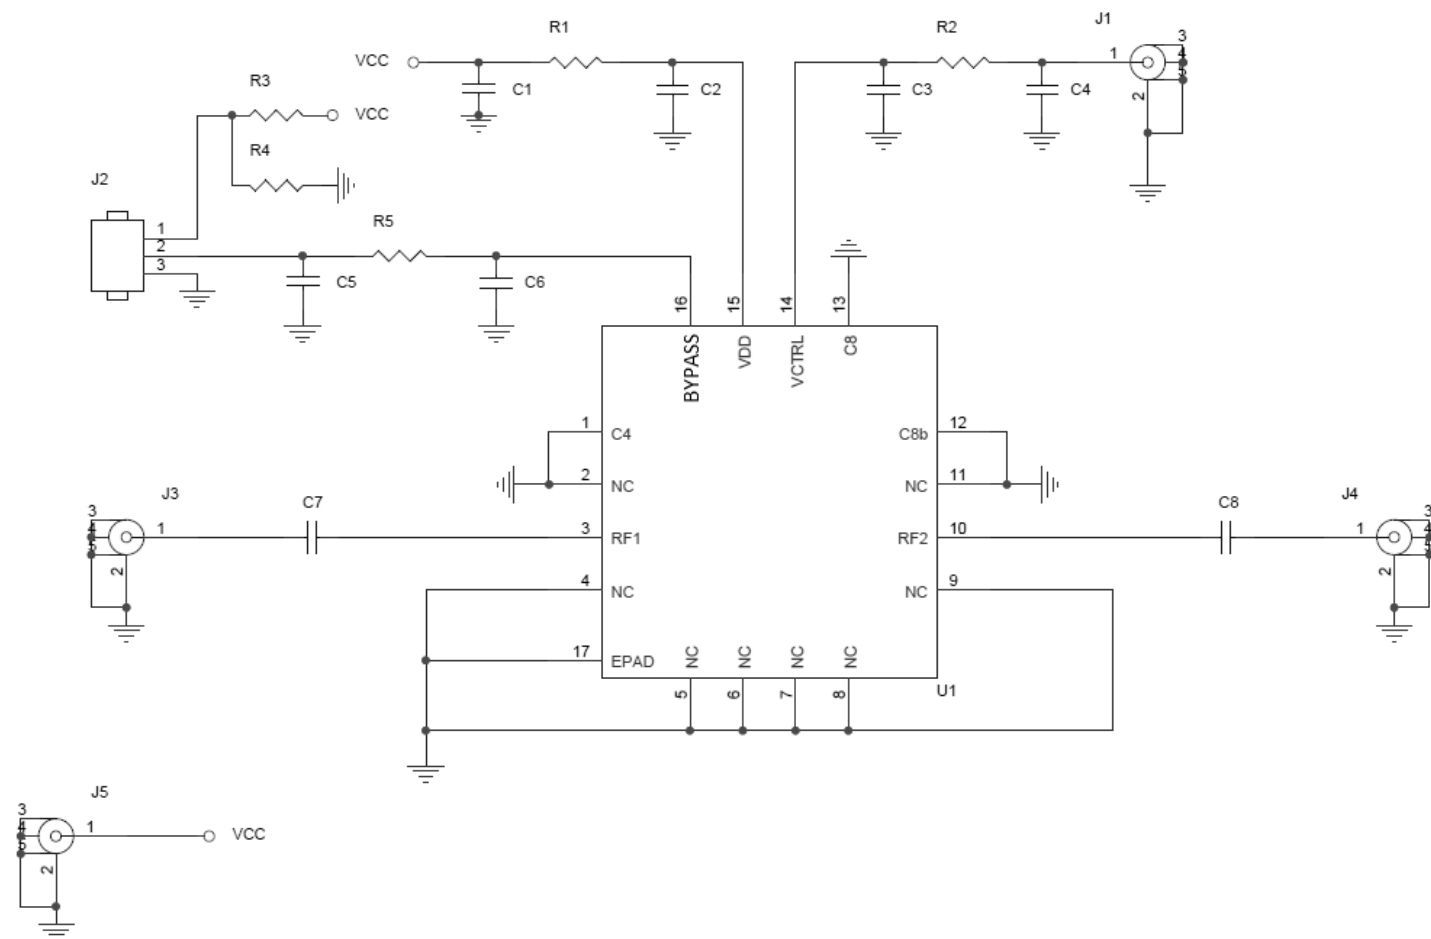 J1
R1
R2
3
VCC
1
4
5
R3
C1
C2
C3
C4
2
VCC
R4
J2
R5
1
2
3
C5
C6
16
15
14
13
BYPASS
VDD
VCTRL
C8
1
C4
C8b
12
2
NC
NC
11
J3
C7
C8
J4
3
4
5
1
3
RF1
RF2
10
1
3
4
5
2
4
NC
NC
9
2
17
EPAD
NC
NC
NC
NC
5
6
7
8
U1
J5
3
4
5
1
VCC
2